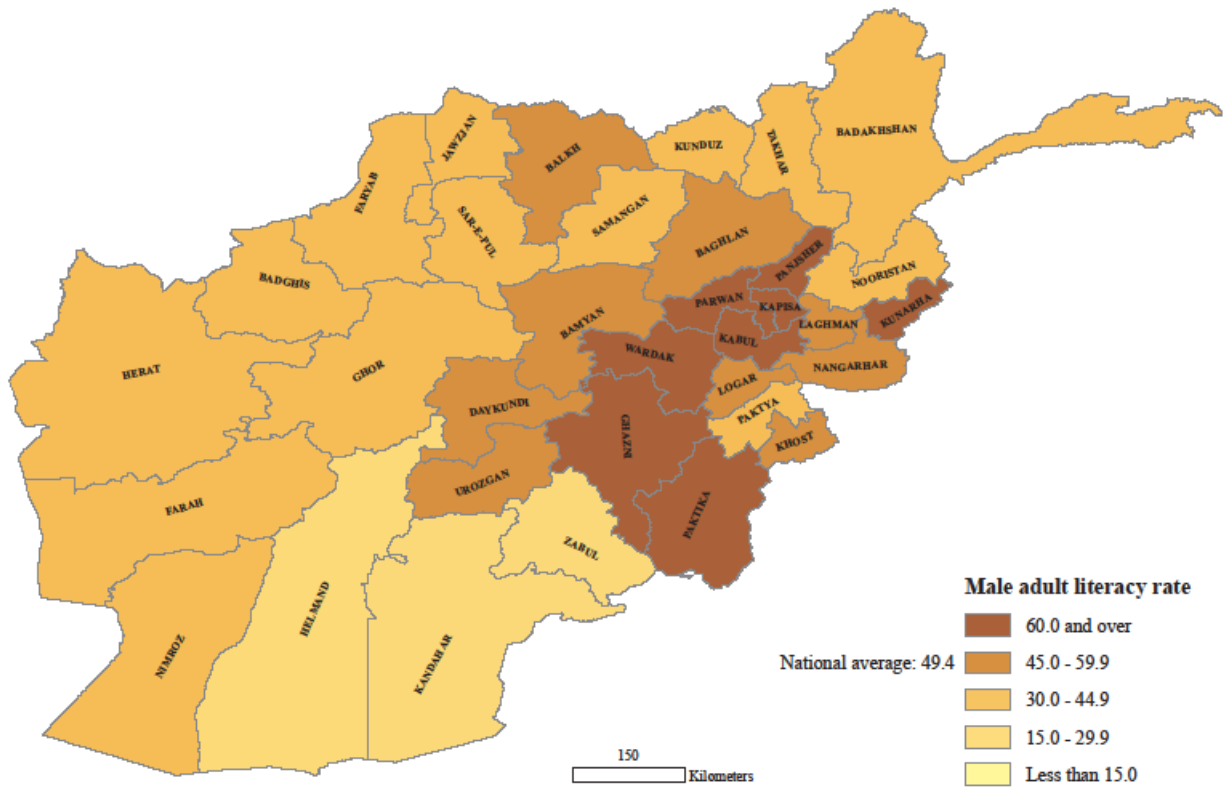 BADAKHSHAN
JAWZJAN
BALKH
KUNDUZ
TAKHAR
FARYAB
SAR-E-PUL
SAMANGAN
BAGHLAN
PANJSHER
NOORISTAN
BADGHIS
PARWAN
KAPISA
KUNARHA
BAMYAN
LAGHMAN
KABUL
WARDAK
HERAT
GHOR
NANGARHAR
LOGAR
DAYKUNDI
PAKTYA
GHAZNI
KHOST
UROZGAN
FARAH
PAKTIKA
ZABUL
HELMAND
NIMROZ
KANDAHAR
Male adult literacy rate
60.0 and over
National average: 49.4
45.0 - 59.9
30.0 - 44.9
15.0 - 29.9
Less than 15.0
150
Kilometers